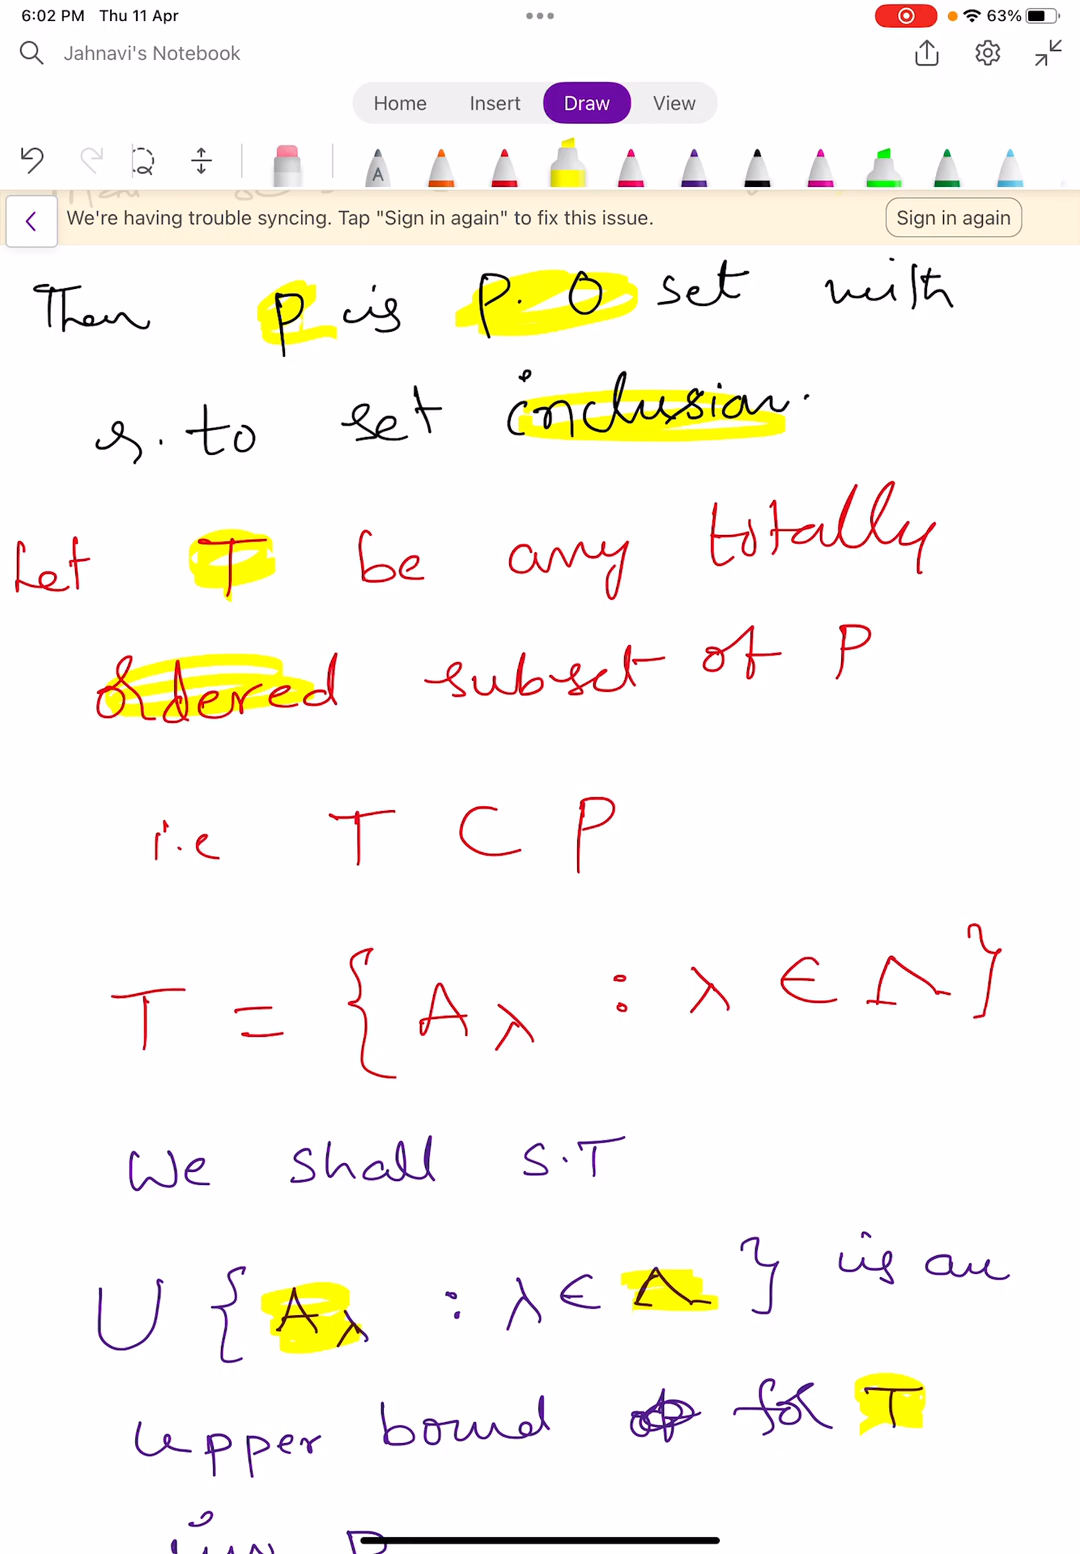 6:02 PM Thu 11 Apr
63%
Jahnavi's Notebook
Home Insert Draw View
A
We're having trouble syncing. Tap "Sign in again" to fix this issue. Sign in again
Then P is P.O set with
r. to set inclusion.
Let T be any totally
ordered subset of P
i.e T ⊂ P
T = { Aλ : λ ∈ Λ }
We shall S.T
∪ { Aλ : λ ∈ Λ } is an
upper bound for T
in P